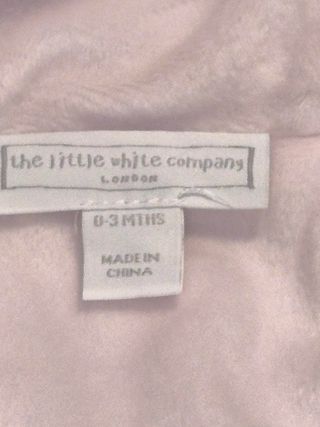 the little white company
LONDON
0-3 MTHS
MADE IN
CHINA